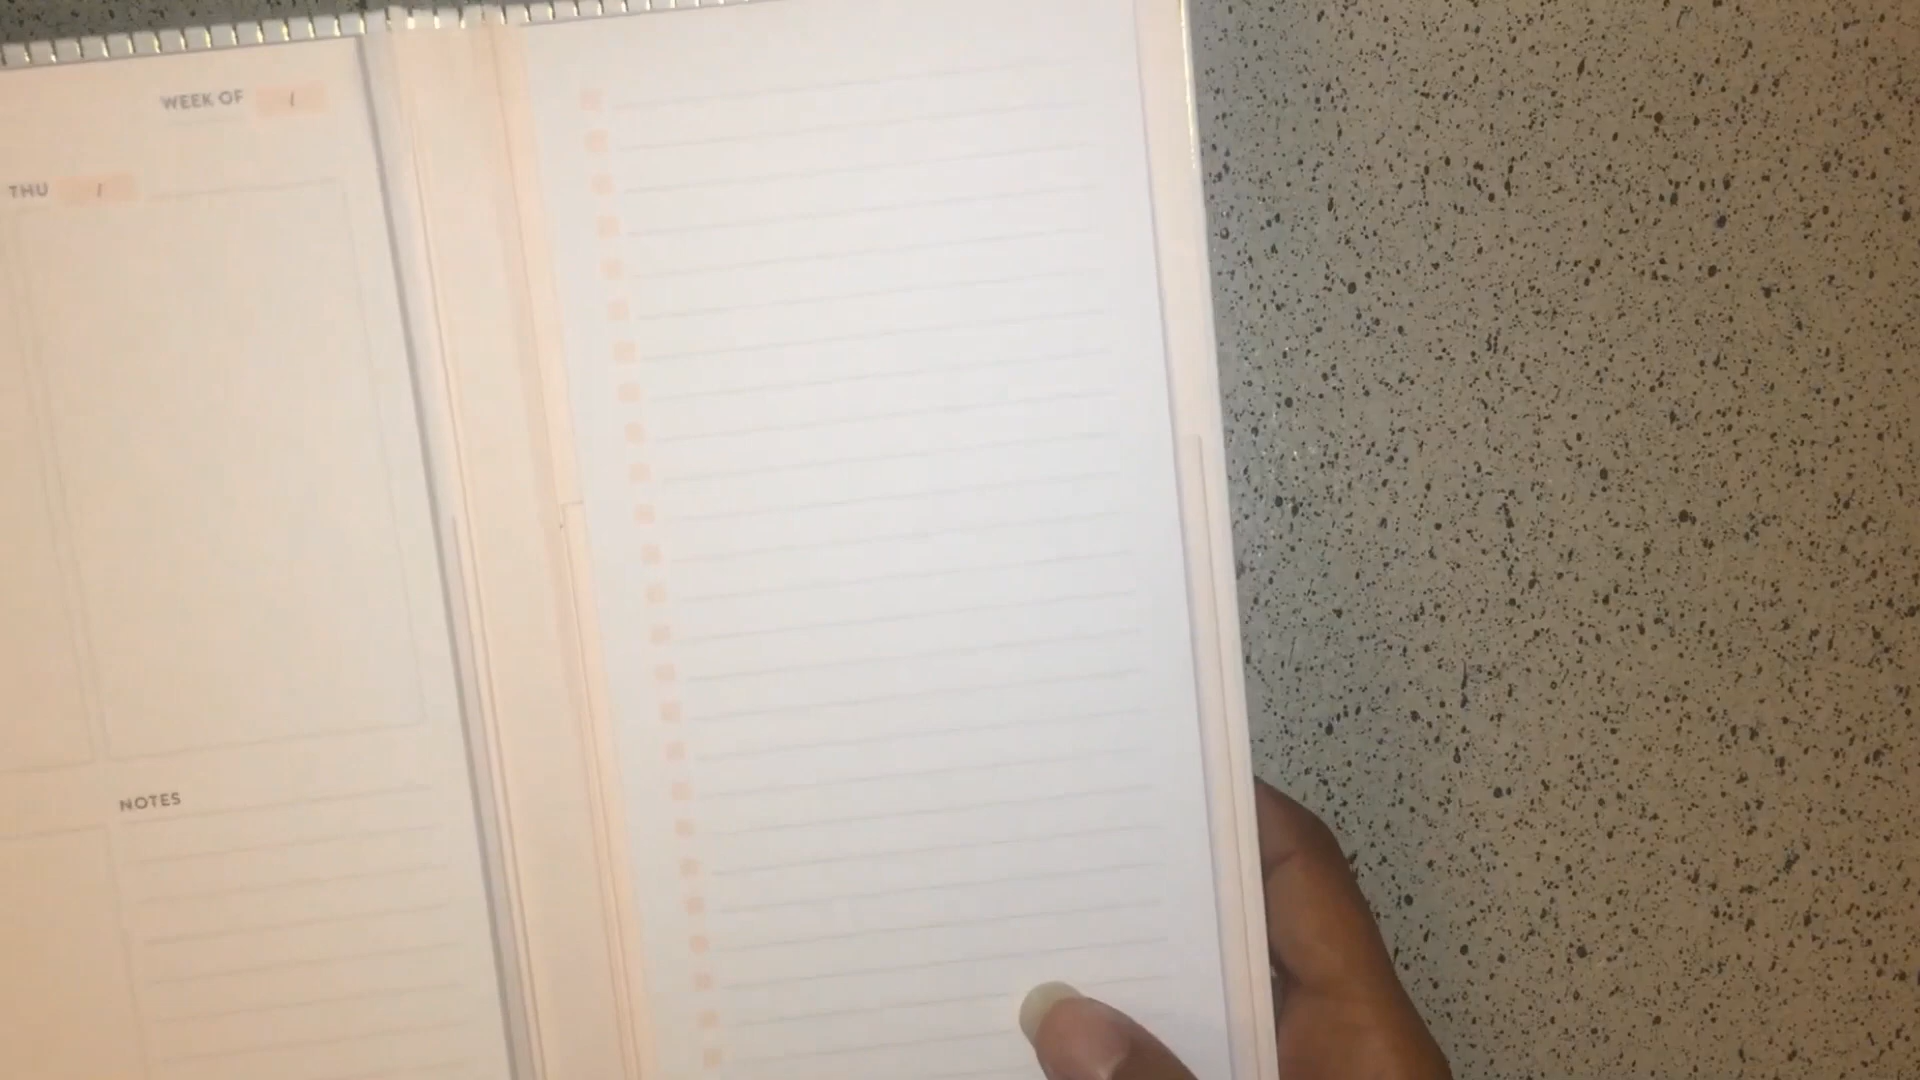 WEEK OF /
THU /
NOTES